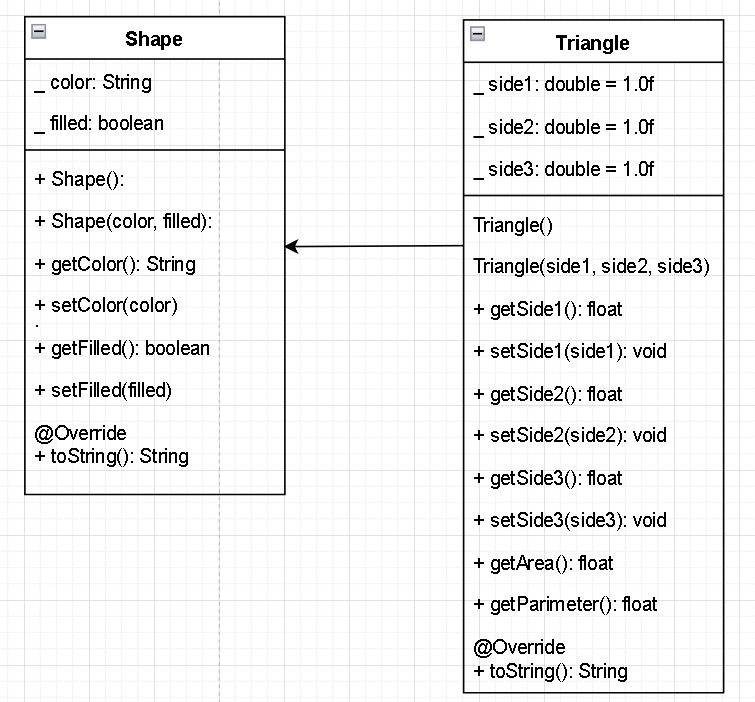 Shape
_ color: String
_ filled: boolean
+ Shape():
+ Shape(color, filled):
+ getColor(): String
+ setColor(color)
.
+ getFilled(): boolean
+ setFilled(filled)
@Override
+ toString(): String
Triangle
_ side1: double = 1.0f
_ side2: double = 1.0f
_ side3: double = 1.0f
Triangle()
Triangle(side1, side2, side3)
+ getSide1(): float
+ setSide1(side1): void
+ getSide2(): float
+ setSide2(side2): void
+ getSide3(): float
+ setSide3(side3): void
+ getArea(): float
+ getParimeter(): float
@Override
+ toString(): String